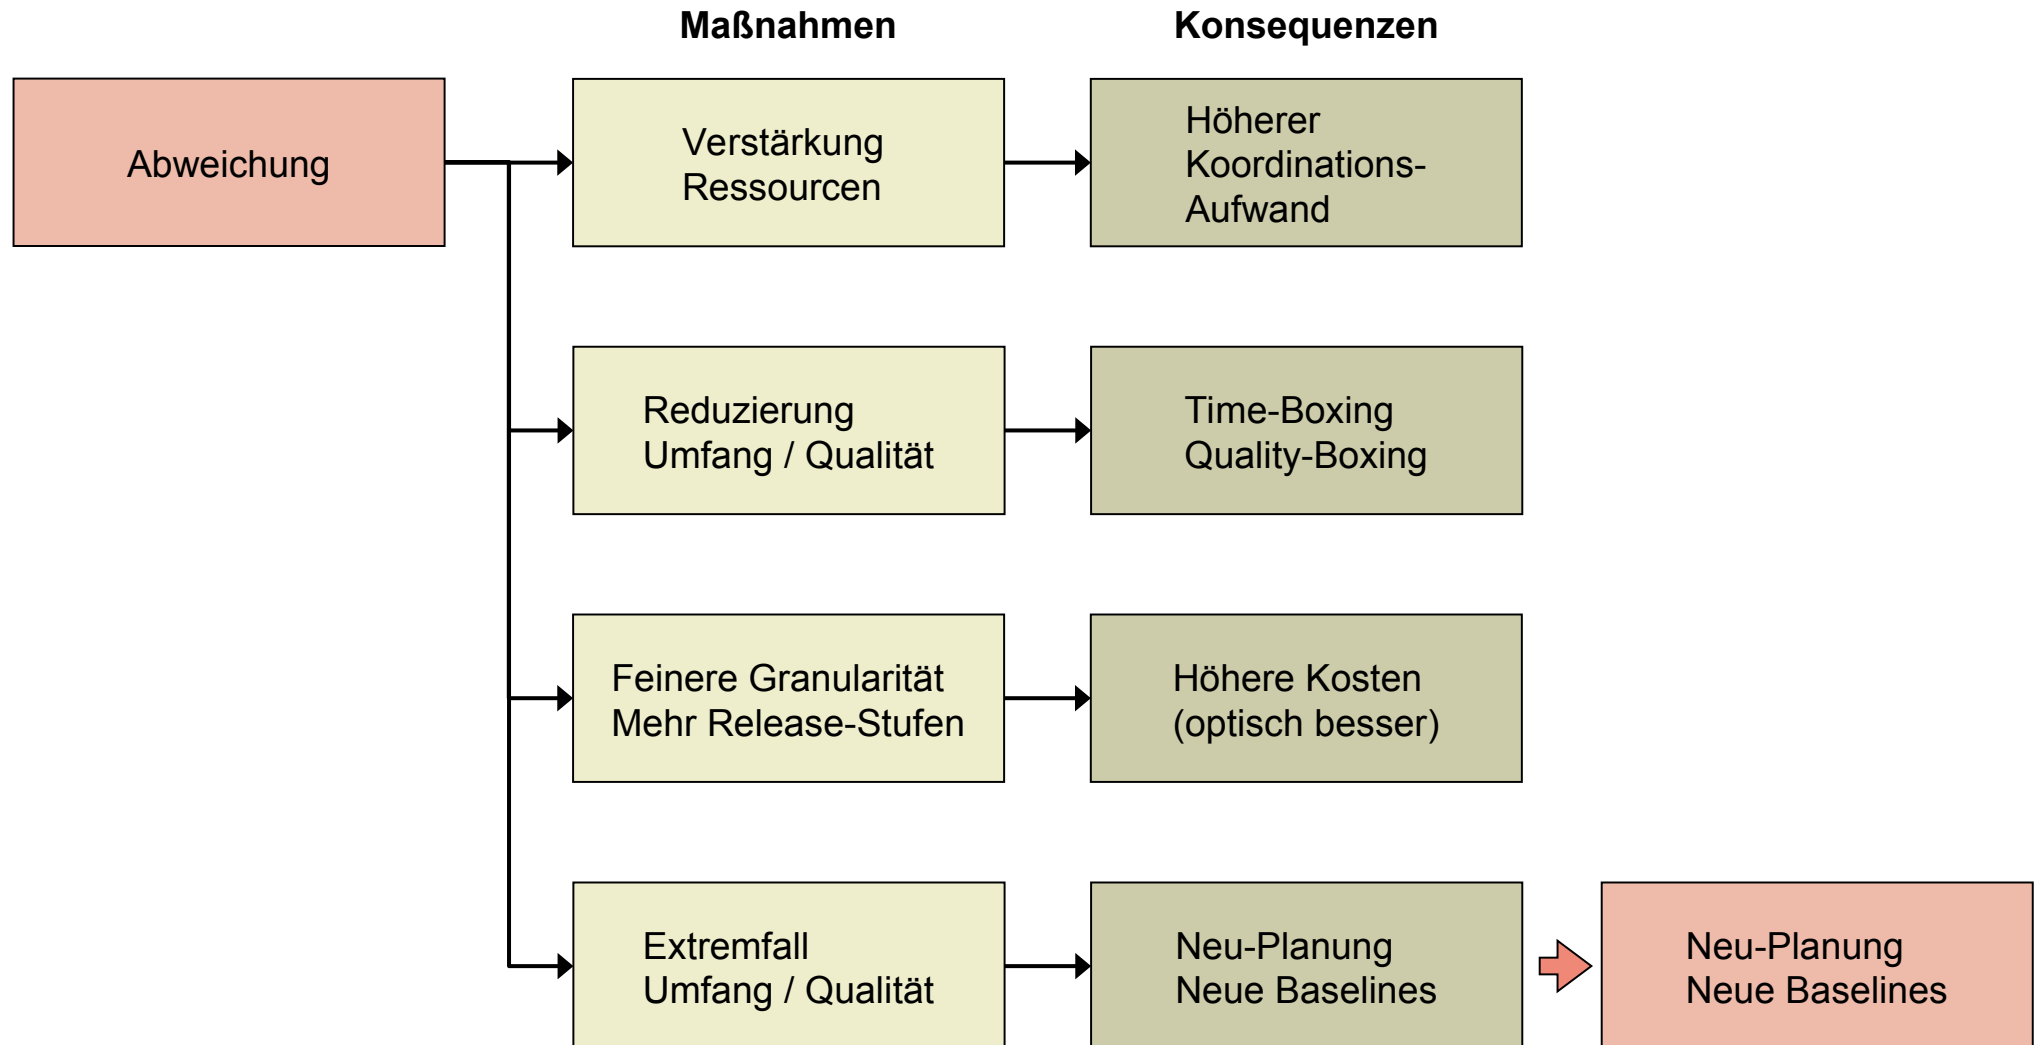 Maßnahmen
Konsequenzen
Abweichung
Verstärkung
Ressourcen
Höherer
Koordinations-
Aufwand
Reduzierung
Umfang / Qualität
Time-Boxing
Quality-Boxing
Feinere Granularität
Mehr Release-Stufen
Höhere Kosten
(optisch besser)
Extremfall
Umfang / Qualität
Neu-Planung
Neue Baselines
Neu-Planung
Neue Baselines